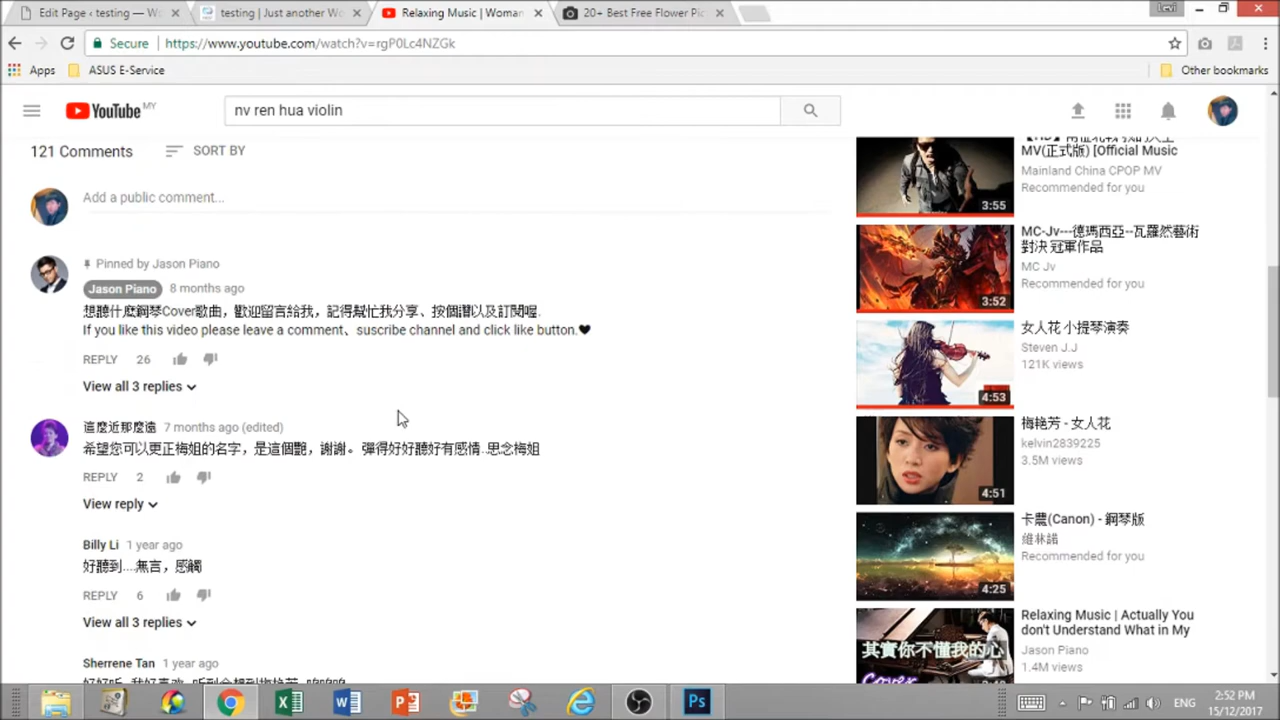 Edit Page ‹ testing — Wo
testing | Just another Wo
Relaxing Music | Woman
20+ Best Free Flower Pic
Levi
Secure
https://www.youtube.com/watch?v=rgP0Lc4NZGk
Apps
ASUS E-Service
Other bookmarks
YouTube MY
nv ren hua violin
121 Comments
SORT BY
Add a public comment...
Pinned by Jason Piano
Jason Piano 8 months ago
想聽什麼鋼琴Cover歌曲，歡迎留言給我，記得幫忙我分享、按個讚以及訂閱喔.
If you like this video please leave a comment、suscribe channel and click like button.♥
REPLY 26
View all 3 replies
這麼近那麼遠 7 months ago (edited)
希望您可以更正梅姐的名字，是這個艷，謝謝。彈得好好聽好有感情..思念梅姐
REPLY 2
View reply
Billy Li 1 year ago
好聽到....無言，感觸
REPLY 6
View all 3 replies
Sherrene Tan 1 year ago
MV(正式版) [Official Music
Mainland China CPOP MV
Recommended for you
3:55
MC-Jv---德瑪西亞--瓦羅然藝術
對決 冠軍作品
MC Jv
Recommended for you
3:52
女人花 小提琴演奏
Steven J.J
121K views
4:53
梅艷芳 - 女人花
kelvin2839225
3.5M views
4:51
卡農(Canon) - 鋼琴版
維林諾
Recommended for you
4:25
Relaxing Music | Actually You
don't Understand What in My
Jason Piano
1.4M views
其實你不懂我的心
Cover
ENG
2:52 PM
15/12/2017